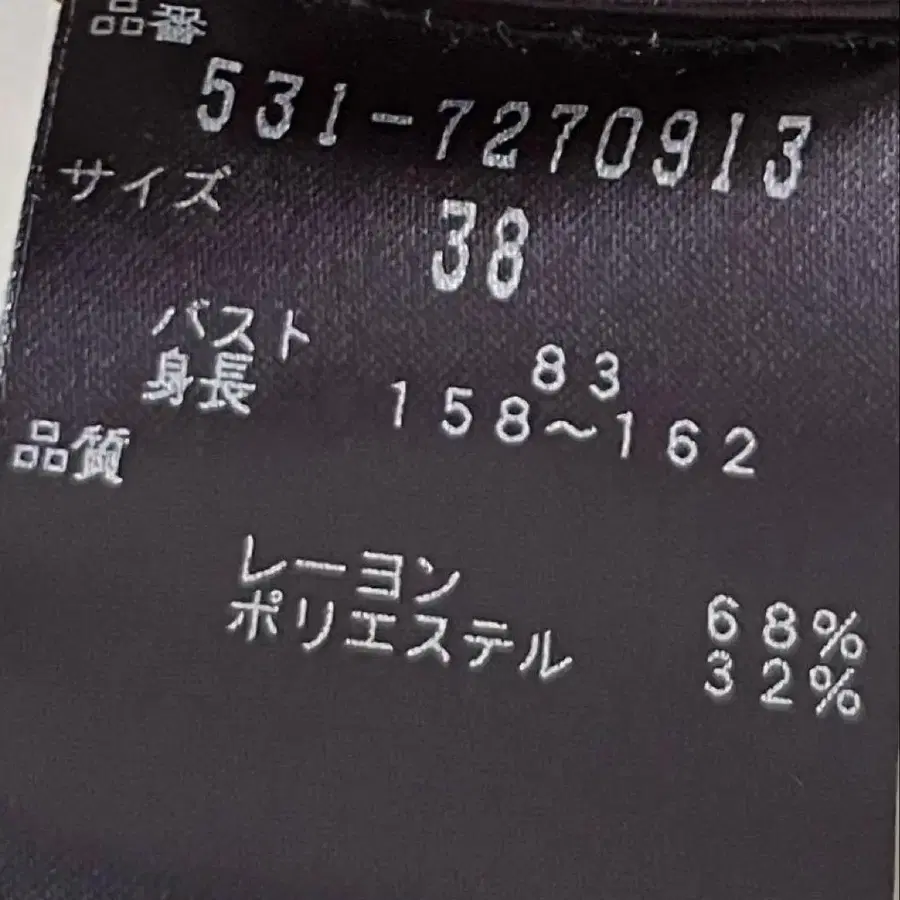 品番
531-7270913
サイズ
38
バスト 83
身長 158〜162
品質
レーヨン 68%
ポリエステル 32%